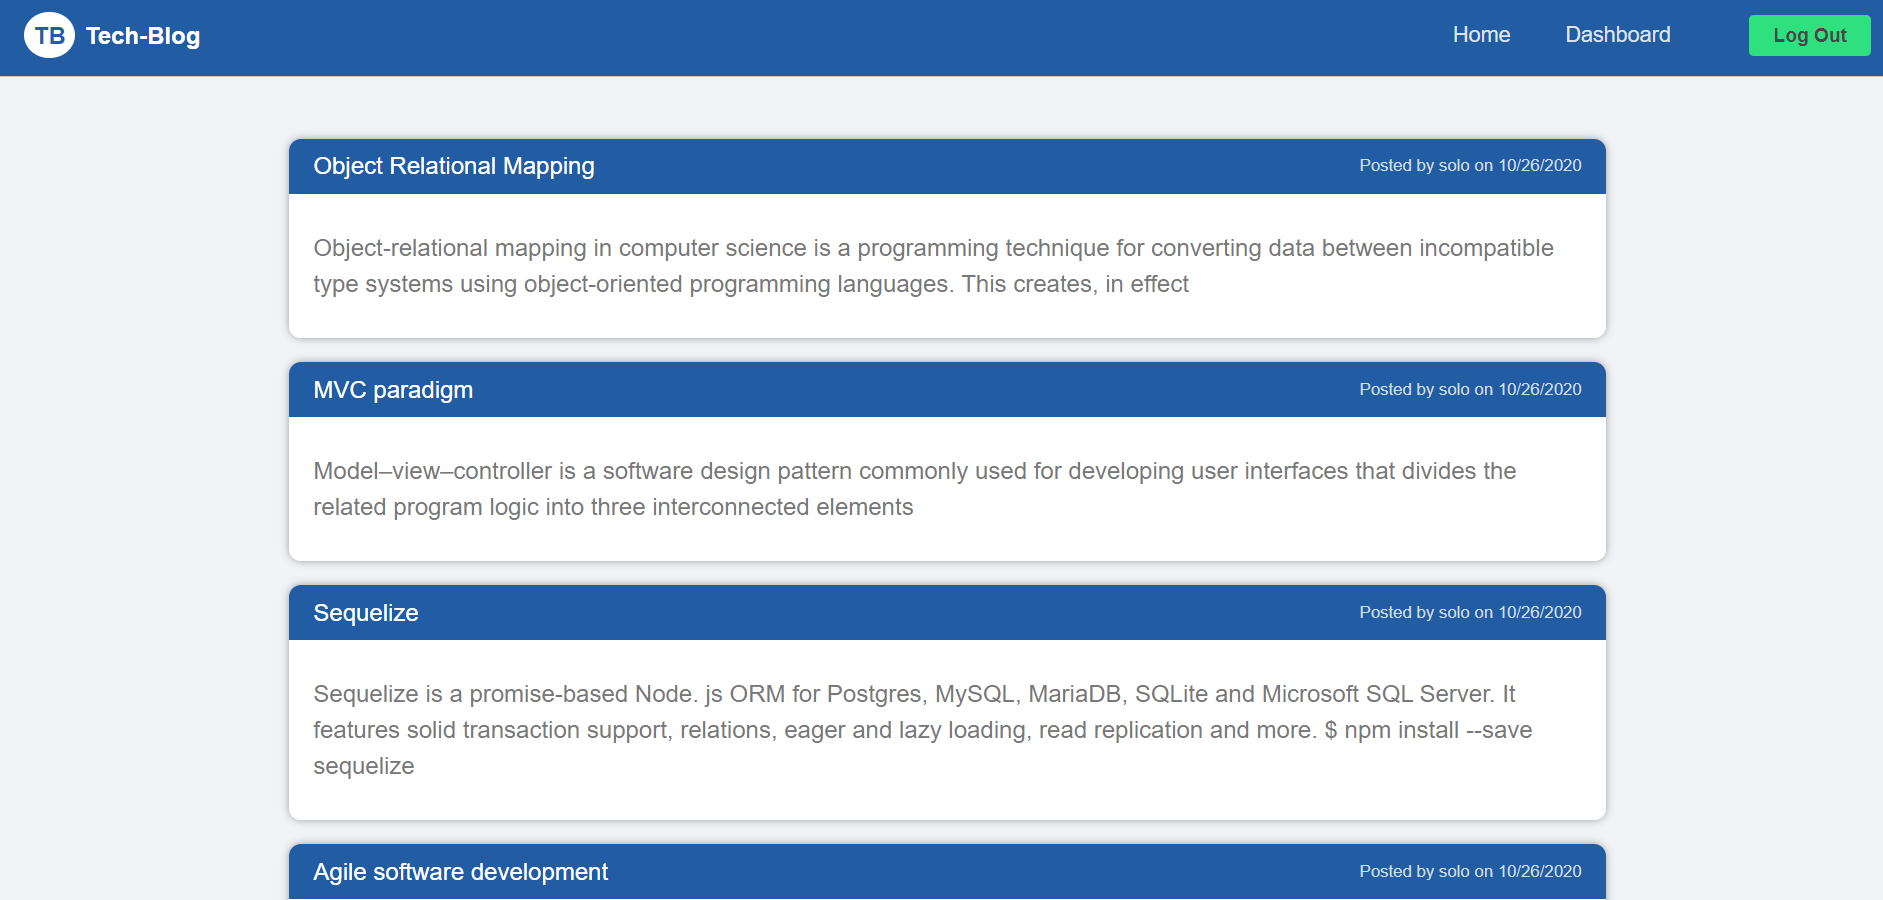 TB Tech-Blog Home Dashboard Log Out
Object Relational Mapping Posted by solo on 10/26/2020
Object-relational mapping in computer science is a programming technique for converting data between incompatible
type systems using object-oriented programming languages. This creates, in effect
MVC paradigm Posted by solo on 10/26/2020
Model–view–controller is a software design pattern commonly used for developing user interfaces that divides the
related program logic into three interconnected elements
Sequelize Posted by solo on 10/26/2020
Sequelize is a promise-based Node. js ORM for Postgres, MySQL, MariaDB, SQLite and Microsoft SQL Server. It
features solid transaction support, relations, eager and lazy loading, read replication and more. $ npm install --save
sequelize
Agile software development Posted by solo on 10/26/2020